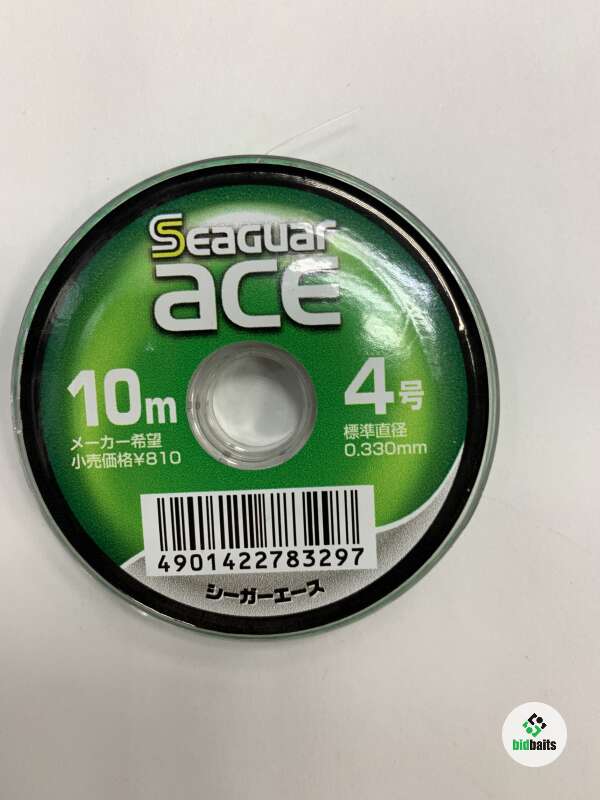 Seaguar
ace
10m
メーカー希望
小売価格¥810
4号
標準直径
0.330mm
4901422783297
シーガーエース
bidbaits